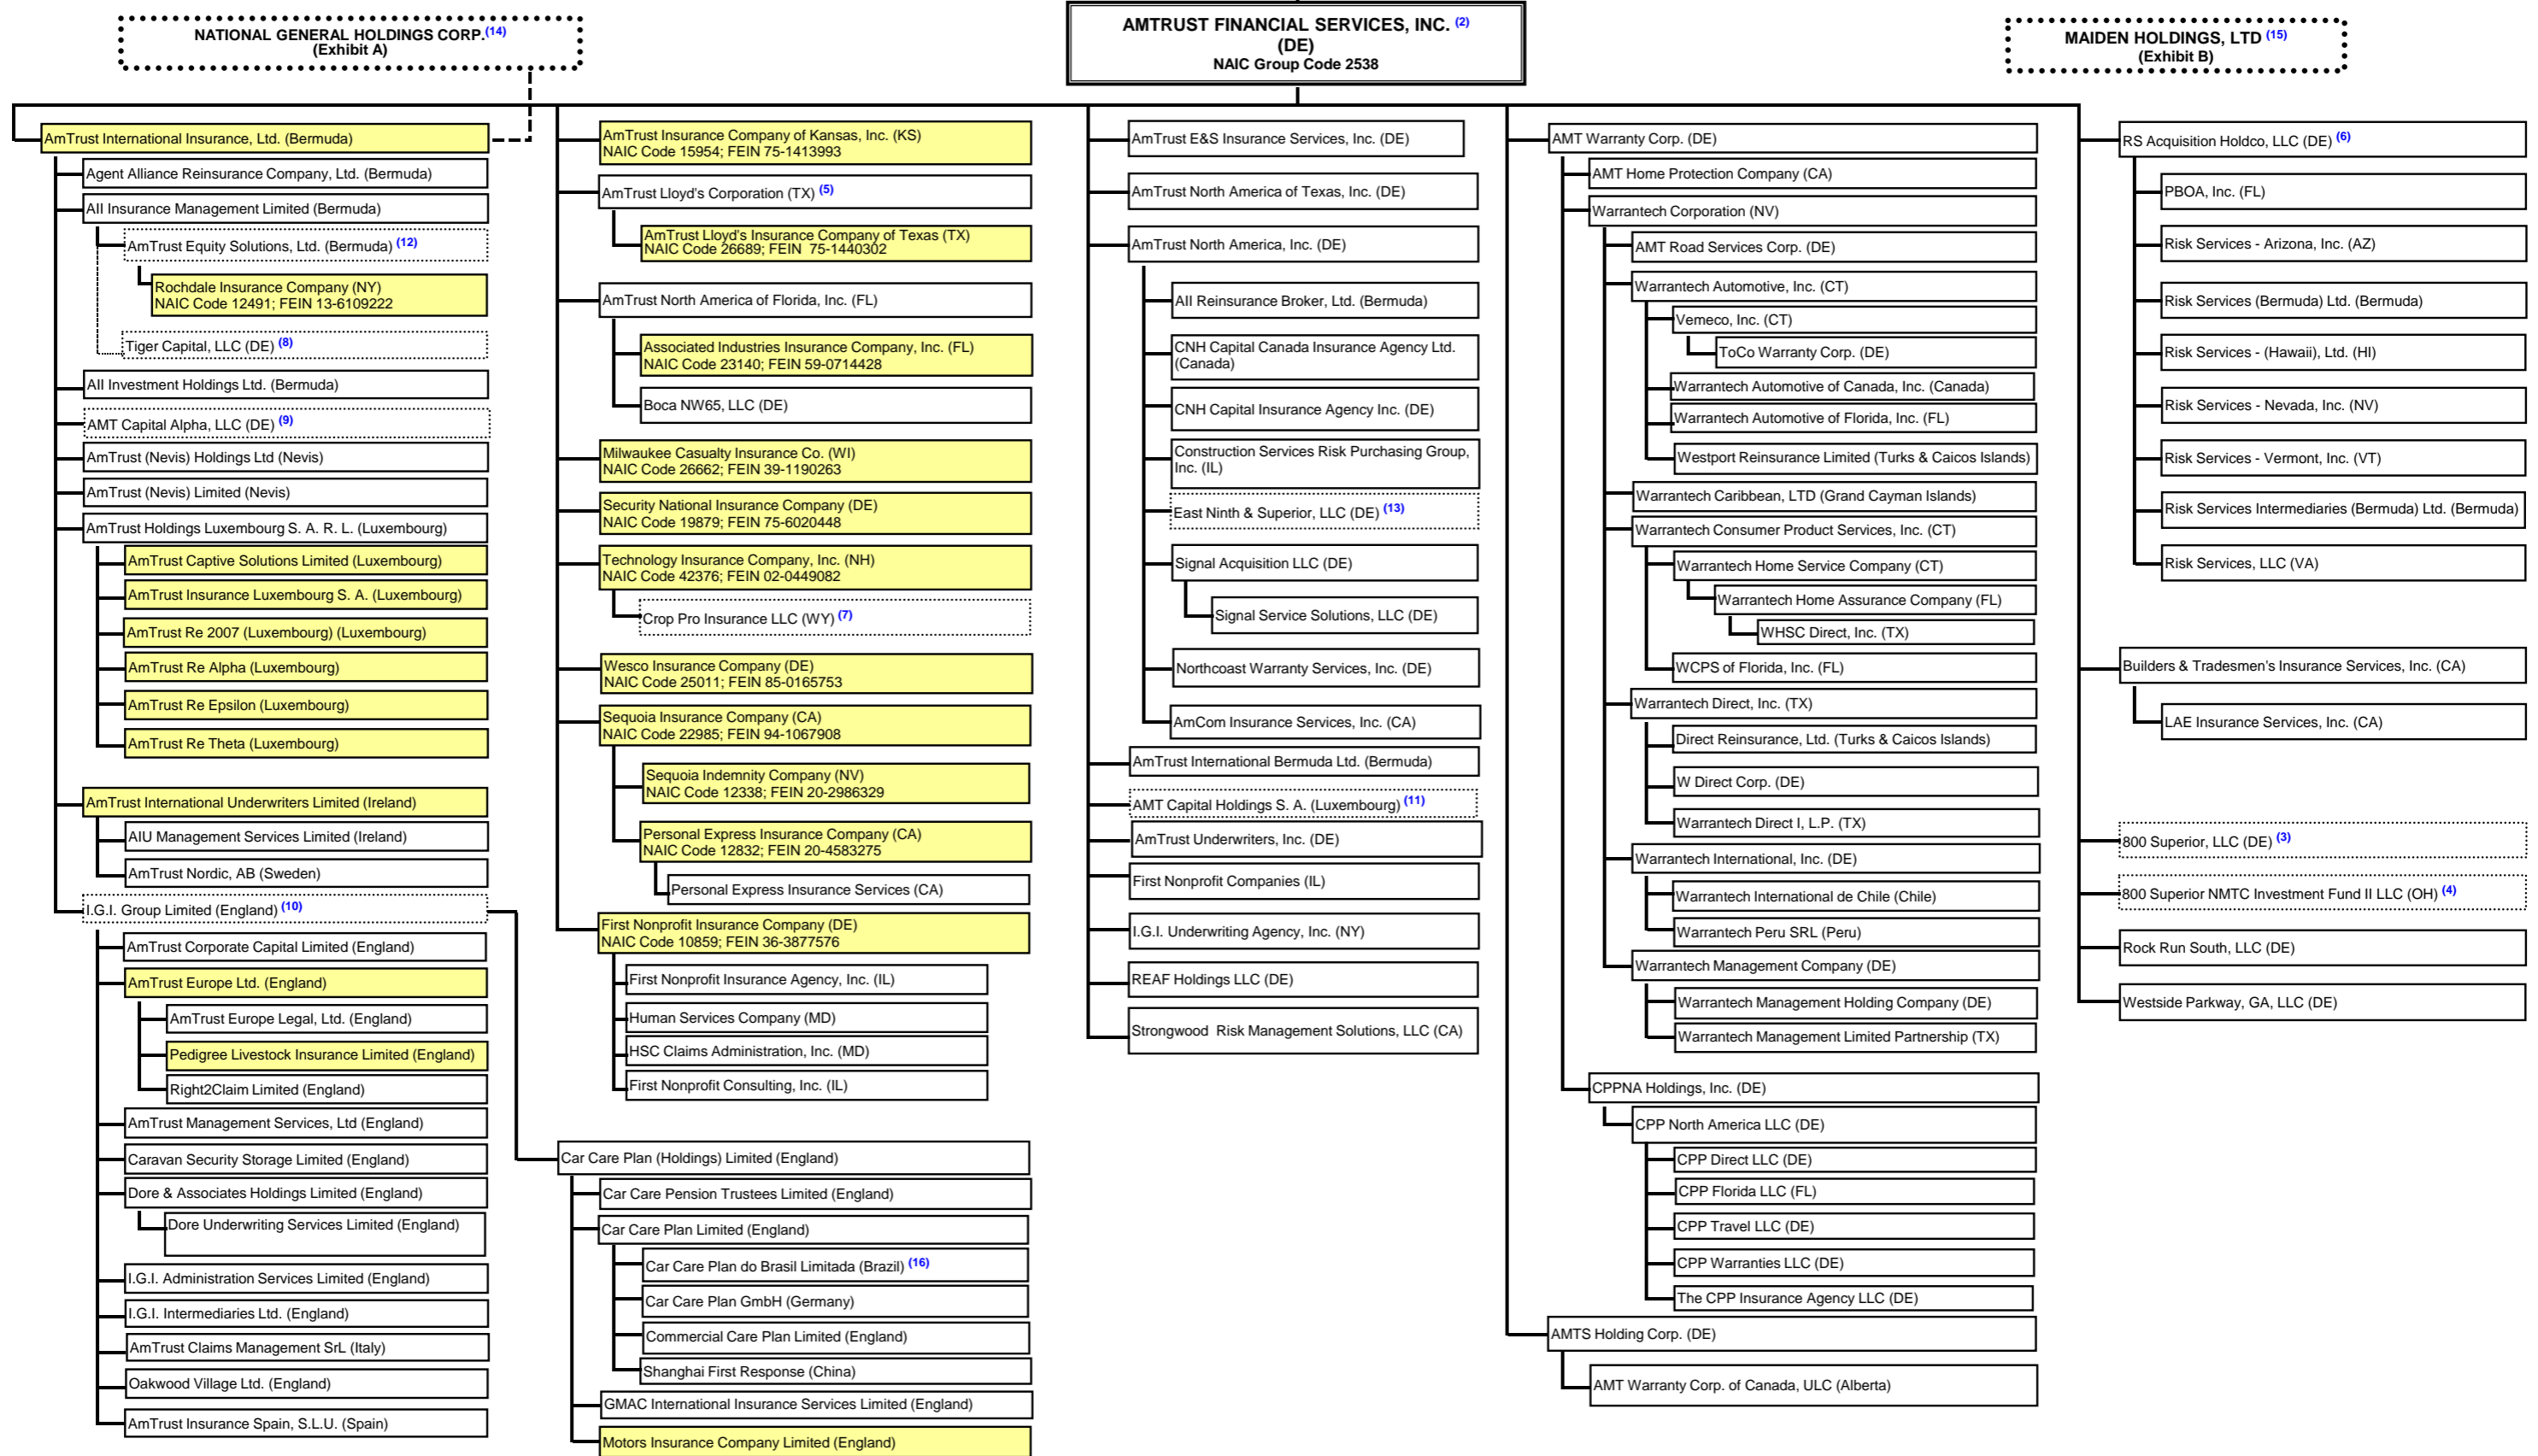 NATIONAL GENERAL HOLDINGS CORP.(14)
(Exhibit A)
AMTRUST FINANCIAL SERVICES, INC. (2)
(DE)
NAIC Group Code 2538
MAIDEN HOLDINGS, LTD (15)
(Exhibit B)
AmTrust International Insurance, Ltd. (Bermuda)
Agent Alliance Reinsurance Company, Ltd. (Bermuda)
AII Insurance Management Limited (Bermuda)
AmTrust Equity Solutions, Ltd. (Bermuda) (12)
Rochdale Insurance Company (NY)
NAIC Code 12491; FEIN 13-6109222
Tiger Capital, LLC (DE) (8)
AII Investment Holdings Ltd. (Bermuda)
AMT Capital Alpha, LLC (DE) (9)
AmTrust (Nevis) Holdings Ltd (Nevis)
AmTrust (Nevis) Limited (Nevis)
AmTrust Holdings Luxembourg S. A. R. L. (Luxembourg)
AmTrust Captive Solutions Limited (Luxembourg)
AmTrust Insurance Luxembourg S. A. (Luxembourg)
AmTrust Re 2007 (Luxembourg) (Luxembourg)
AmTrust Re Alpha (Luxembourg)
AmTrust Re Epsilon (Luxembourg)
AmTrust Re Theta (Luxembourg)
AmTrust International Underwriters Limited (Ireland)
AIU Management Services Limited (Ireland)
AmTrust Nordic, AB (Sweden)
I.G.I. Group Limited (England) (10)
AmTrust Corporate Capital Limited (England)
AmTrust Europe Ltd. (England)
AmTrust Europe Legal, Ltd. (England)
Pedigree Livestock Insurance Limited (England)
Right2Claim Limited (England)
AmTrust Management Services, Ltd (England)
Caravan Security Storage Limited (England)
Dore & Associates Holdings Limited (England)
Dore Underwriting Services Limited (England)
I.G.I. Administration Services Limited (England)
I.G.I. Intermediaries Ltd. (England)
AmTrust Claims Management SrL (Italy)
Oakwood Village Ltd. (England)
AmTrust Insurance Spain, S.L.U. (Spain)
AmTrust Insurance Company of Kansas, Inc. (KS)
NAIC Code 15954; FEIN 75-1413993
AmTrust Lloyd's Corporation (TX) (5)
AmTrust Lloyd's Insurance Company of Texas (TX)
NAIC Code 26689; FEIN 75-1440302
AmTrust North America of Florida, Inc. (FL)
Associated Industries Insurance Company, Inc. (FL)
NAIC Code 23140; FEIN 59-0714428
Boca NW65, LLC (DE)
Milwaukee Casualty Insurance Co. (WI)
NAIC Code 26662; FEIN 39-1190263
Security National Insurance Company (DE)
NAIC Code 19879; FEIN 75-6020448
Technology Insurance Company, Inc. (NH)
NAIC Code 42376; FEIN 02-0449082
Crop Pro Insurance LLC (WY) (7)
Wesco Insurance Company (DE)
NAIC Code 25011; FEIN 85-0165753
Sequoia Insurance Company (CA)
NAIC Code 22985; FEIN 94-1067908
Sequoia Indemnity Company (NV)
NAIC Code 12338; FEIN 20-2986329
Personal Express Insurance Company (CA)
NAIC Code 12832; FEIN 20-4583275
Personal Express Insurance Services (CA)
First Nonprofit Insurance Company (DE)
NAIC Code 10859; FEIN 36-3877576
First Nonprofit Insurance Agency, Inc. (IL)
Human Services Company (MD)
HSC Claims Administration, Inc. (MD)
First Nonprofit Consulting, Inc. (IL)
Car Care Plan (Holdings) Limited (England)
Car Care Pension Trustees Limited (England)
Car Care Plan Limited (England)
Car Care Plan do Brasil Limitada (Brazil) (16)
Car Care Plan GmbH (Germany)
Commercial Care Plan Limited (England)
Shanghai First Response (China)
GMAC International Insurance Services Limited (England)
Motors Insurance Company Limited (England)
AmTrust E&S Insurance Services, Inc. (DE)
AmTrust North America of Texas, Inc. (DE)
AmTrust North America, Inc. (DE)
AII Reinsurance Broker, Ltd. (Bermuda)
CNH Capital Canada Insurance Agency Ltd.
(Canada)
CNH Capital Insurance Agency Inc. (DE)
Construction Services Risk Purchasing Group,
Inc. (IL)
East Ninth & Superior, LLC (DE) (13)
Signal Acquisition LLC (DE)
Signal Service Solutions, LLC (DE)
Northcoast Warranty Services, Inc. (DE)
AmCom Insurance Services, Inc. (CA)
AmTrust International Bermuda Ltd. (Bermuda)
AMT Capital Holdings S. A. (Luxembourg) (11)
AmTrust Underwriters, Inc. (DE)
First Nonprofit Companies (IL)
I.G.I. Underwriting Agency, Inc. (NY)
REAF Holdings LLC (DE)
Strongwood Risk Management Solutions, LLC (CA)
AMT Warranty Corp. (DE)
AMT Home Protection Company (CA)
Warrantech Corporation (NV)
AMT Road Services Corp. (DE)
Warrantech Automotive, Inc. (CT)
Vemeco, Inc. (CT)
ToCo Warranty Corp. (DE)
Warrantech Automotive of Canada, Inc. (Canada)
Warrantech Automotive of Florida, Inc. (FL)
Westport Reinsurance Limited (Turks & Caicos Islands)
Warrantech Caribbean, LTD (Grand Cayman Islands)
Warrantech Consumer Product Services, Inc. (CT)
Warrantech Home Service Company (CT)
Warrantech Home Assurance Company (FL)
WHSC Direct, Inc. (TX)
WCPS of Florida, Inc. (FL)
Warrantech Direct, Inc. (TX)
Direct Reinsurance, Ltd. (Turks & Caicos Islands)
W Direct Corp. (DE)
Warrantech Direct I, L.P. (TX)
Warrantech International, Inc. (DE)
Warrantech International de Chile (Chile)
Warrantech Peru SRL (Peru)
Warrantech Management Company (DE)
Warrantech Management Holding Company (DE)
Warrantech Management Limited Partnership (TX)
CPPNA Holdings, Inc. (DE)
CPP North America LLC (DE)
CPP Direct LLC (DE)
CPP Florida LLC (FL)
CPP Travel LLC (DE)
CPP Warranties LLC (DE)
The CPP Insurance Agency LLC (DE)
AMTS Holding Corp. (DE)
AMT Warranty Corp. of Canada, ULC (Alberta)
RS Acquisition Holdco, LLC (DE) (6)
PBOA, Inc. (FL)
Risk Services - Arizona, Inc. (AZ)
Risk Services (Bermuda) Ltd. (Bermuda)
Risk Services - (Hawaii), Ltd. (HI)
Risk Services - Nevada, Inc. (NV)
Risk Services - Vermont, Inc. (VT)
Risk Services Intermediaries (Bermuda) Ltd. (Bermuda)
Risk Services, LLC (VA)
Builders & Tradesmen's Insurance Services, Inc. (CA)
LAE Insurance Services, Inc. (CA)
800 Superior, LLC (DE) (3)
800 Superior NMTC Investment Fund II LLC (OH) (4)
Rock Run South, LLC (DE)
Westside Parkway, GA, LLC (DE)